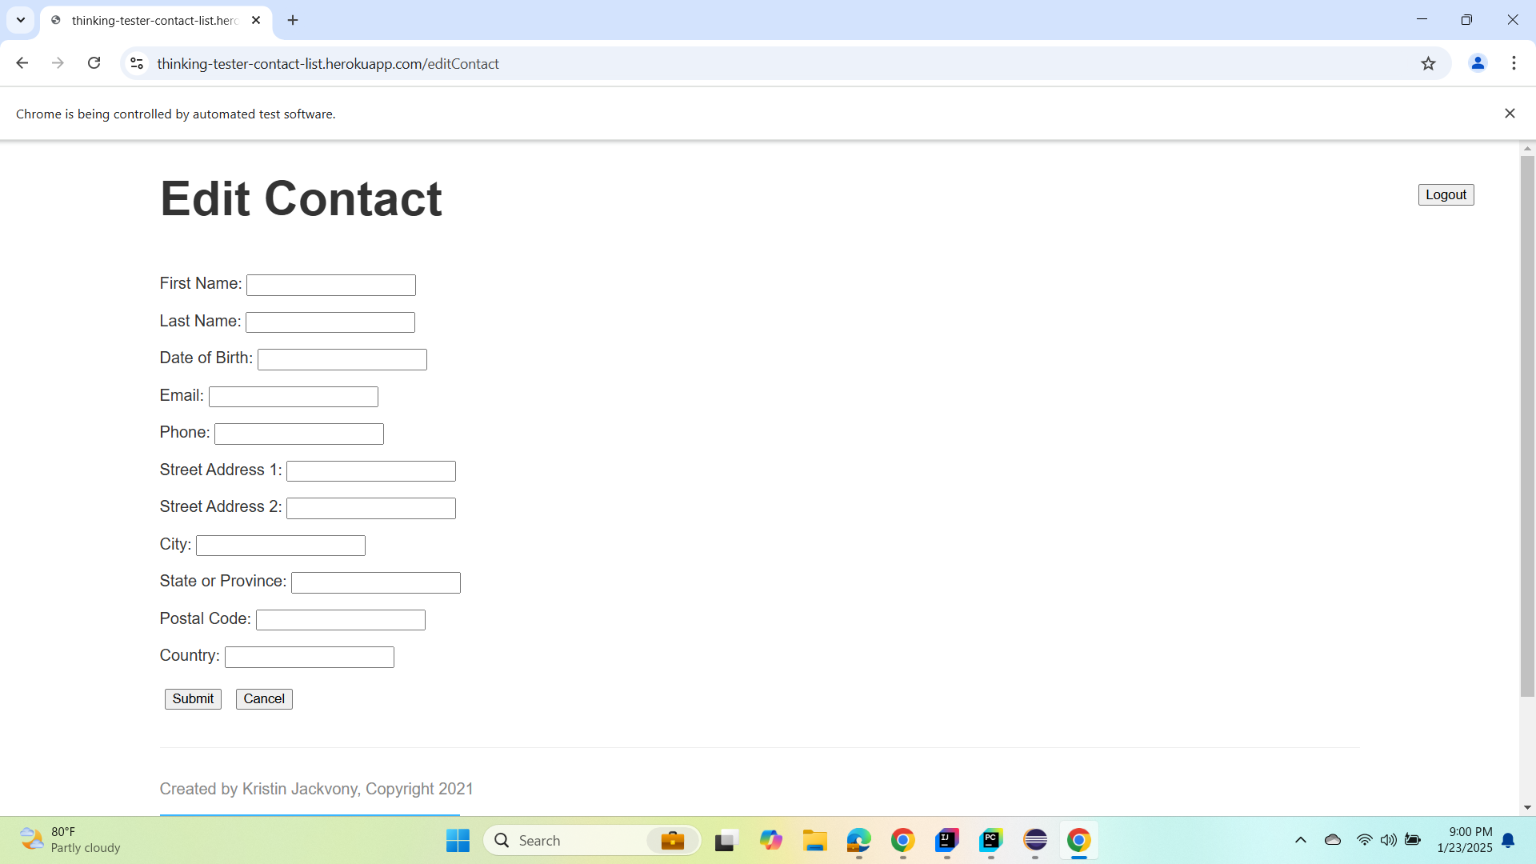 thinking-tester-contact-list.herc
thinking-tester-contact-list.herokuapp.com/editContact
Chrome is being controlled by automated test software.
Edit Contact
Logout
First Name:
Last Name:
Date of Birth:
Email:
Phone:
Street Address 1:
Street Address 2:
City:
State or Province:
Postal Code:
Country:
Submit Cancel
Created by Kristin Jackvony, Copyright 2021
80°F
Partly cloudy
Search
IJ
PC
9:00 PM
1/23/2025